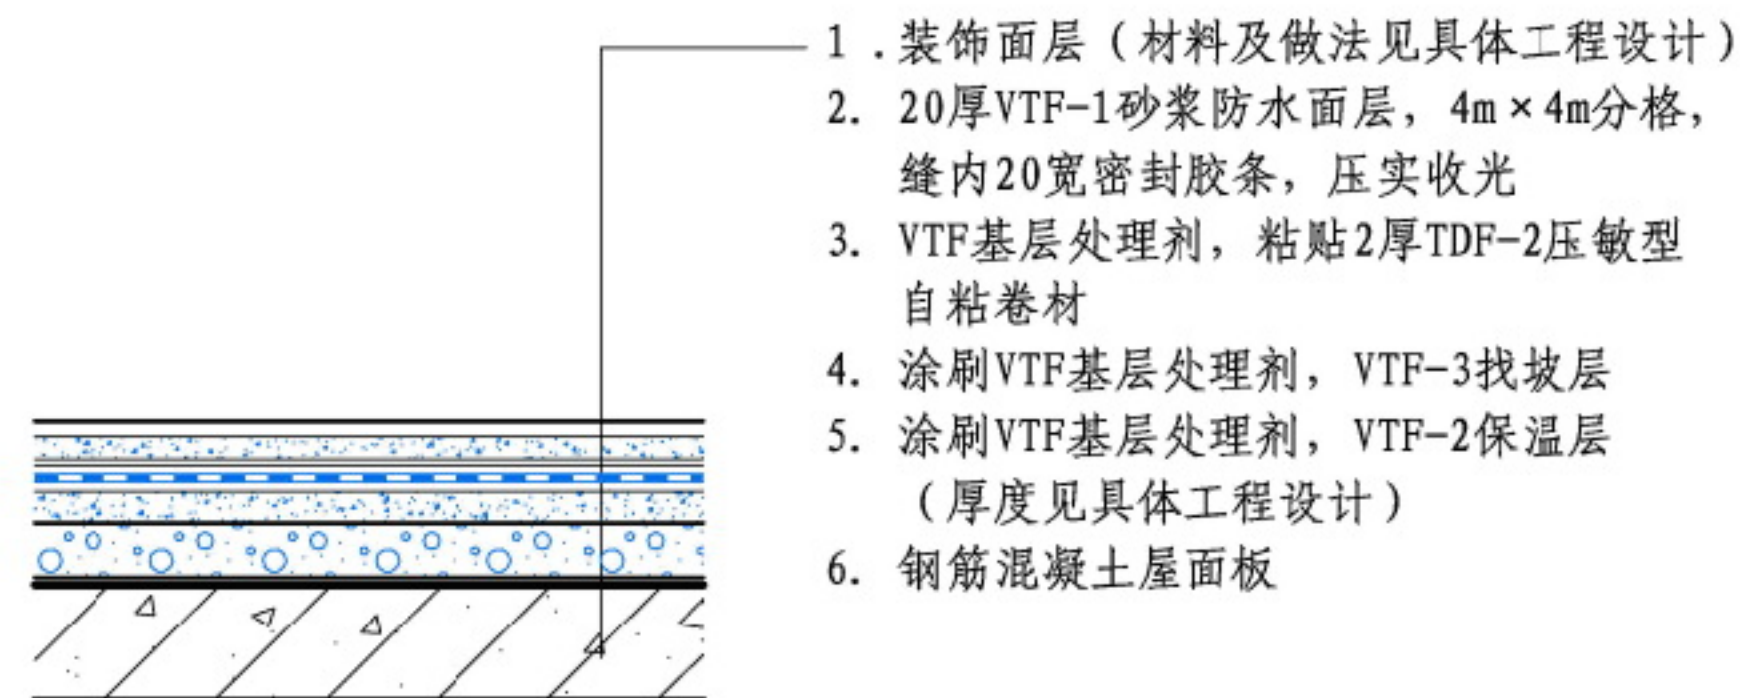 1.装饰面层（材料及做法见具体工程设计）
2. 20厚VTF-1砂浆防水面层，4m×4m分格，
缝内20宽密封胶条，压实收光
3. VTF基层处理剂，粘贴2厚TDF-2压敏型
自粘卷材
4. 涂刷VTF基层处理剂，VTF-3找坡层
5. 涂刷VTF基层处理剂，VTF-2保温层
（厚度见具体工程设计）
6. 钢筋混凝土屋面板